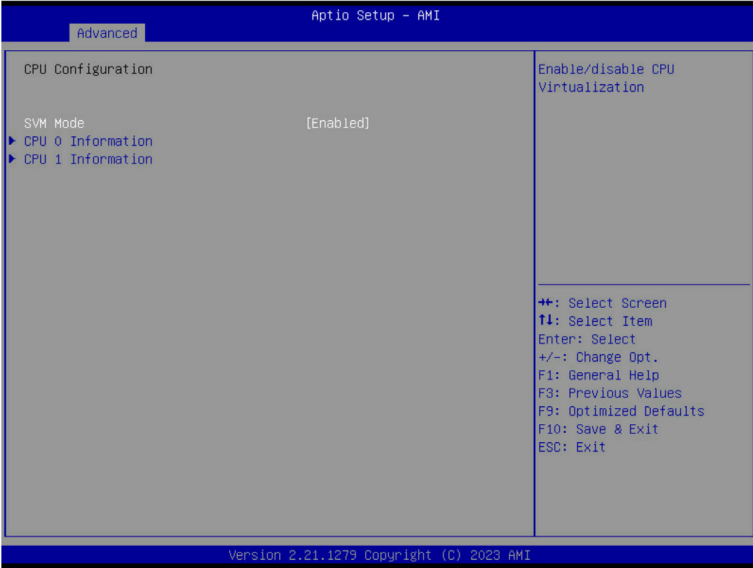 Aptio Setup – AMI
Advanced
CPU Configuration
SVM Mode [Enabled]
CPU 0 Information
CPU 1 Information
Enable/disable CPU
Virtualization
→←: Select Screen
↑↓: Select Item
Enter: Select
+/-: Change Opt.
F1: General Help
F3: Previous Values
F9: Optimized Defaults
F10: Save & Exit
ESC: Exit
Version 2.21.1279 Copyright (C) 2023 AMI